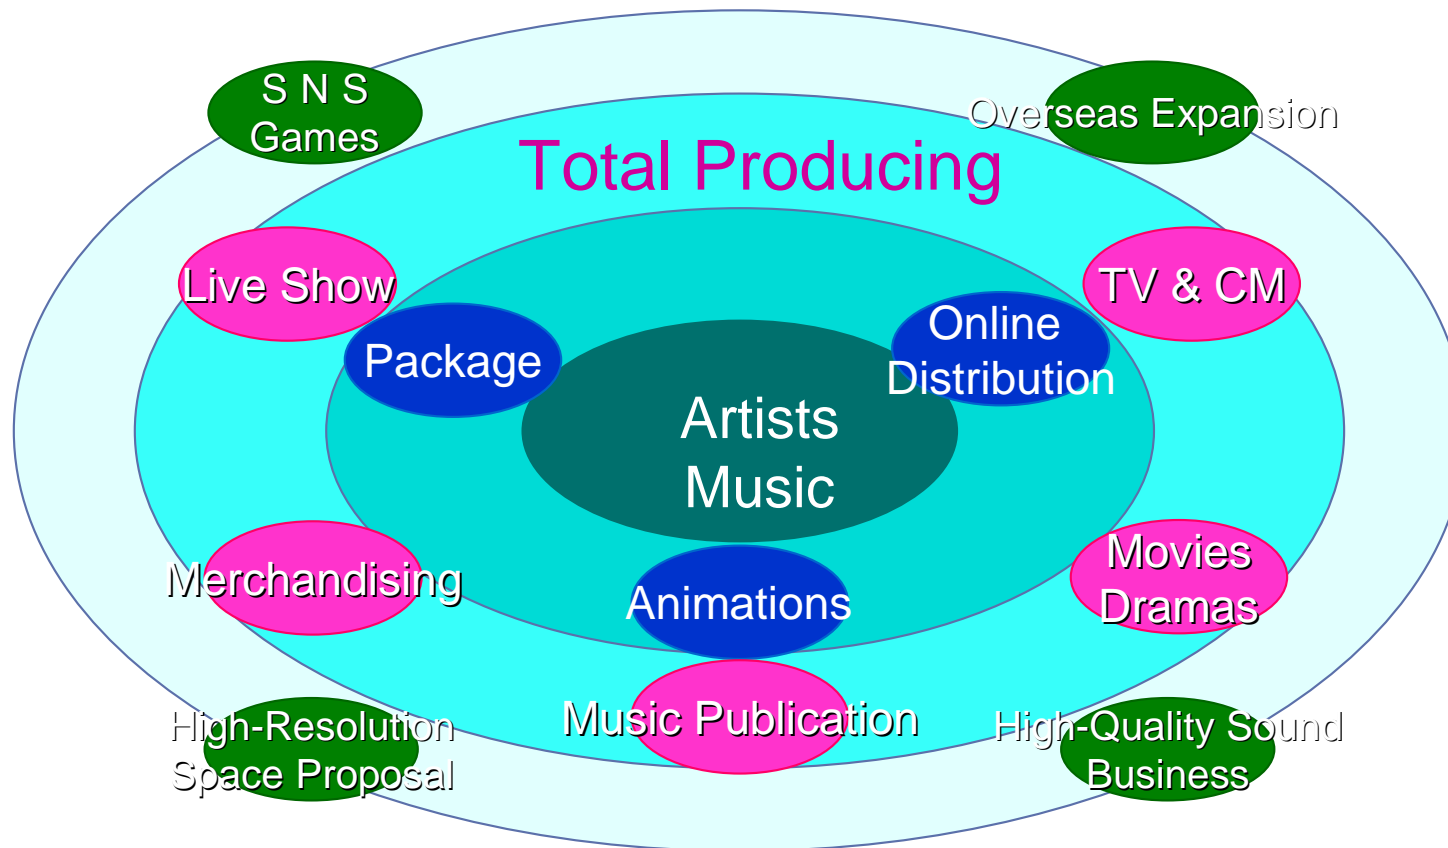 S N S
Games
Overseas Expansion
Total Producing
Live Show
TV & CM
Package
Online
Distribution
Artists
Music
Merchandising
Animations
Movies
Dramas
Music Publication
High-Resolution
Space Proposal
High-Quality Sound
Business